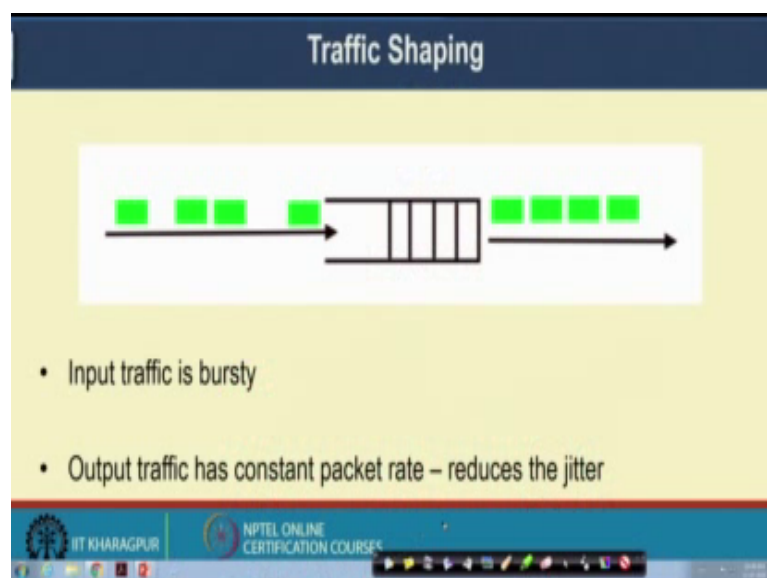 Traffic Shaping
• Input traffic is bursty
• Output traffic has constant packet rate – reduces the jitter
IIT KHARAGPUR
NPTEL ONLINE
CERTIFICATION COURSES